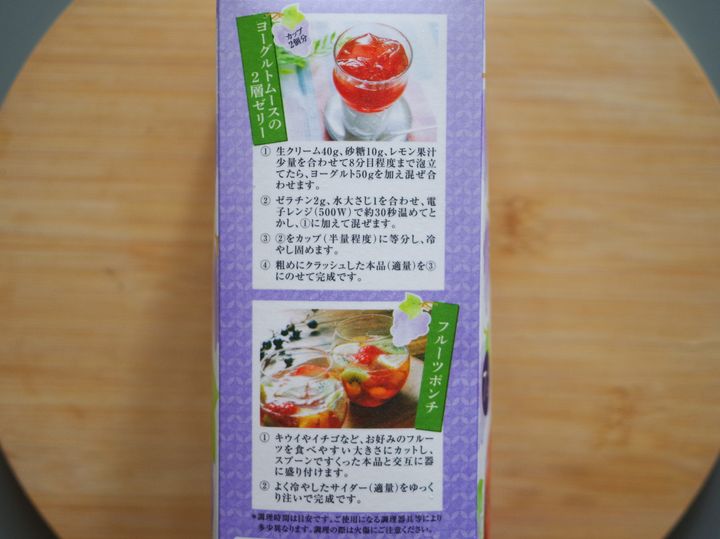 ヨーグルトムースの
2層ゼリー
カップ
2個分
① 生クリーム40g、砂糖10g、レモン果汁
少量を合わせて8分目程度まで泡立
てたら、ヨーグルト50gを加え混ぜ合
わせます。
② ゼラチン2g、水大さじ1を合わせ、電
子レンジ(500W)で約30秒温めてと
かし、①に加えて混ぜます。
③ ②をカップ(半量程度)に等分し、冷
やし固めます。
④ 粗めにクラッシュした本品(適量)を③
にのせて完成です。
フルーツポンチ
① キウイやイチゴなど、お好みのフルー
ツを食べやすい大きさにカットし、
スプーンですくった本品と交互に器
に盛り付けます。
② よく冷やしたサイダー(適量)をゆっく
り注いで完成です。
*調理時間は目安です。ご使用になる調理器具等により
多少異なります。調理の際は火傷にご注意ください。